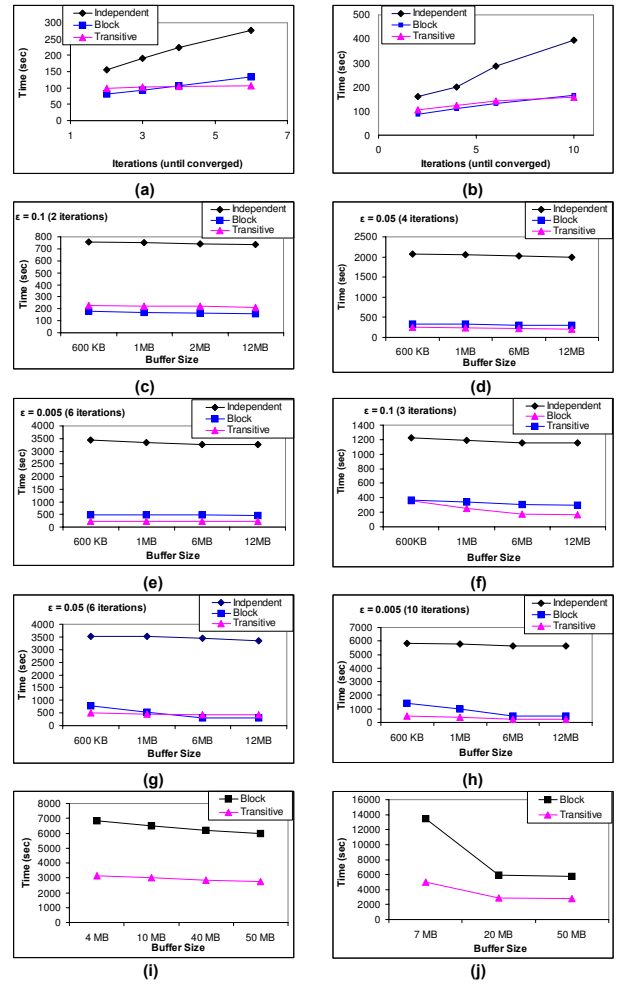 300
250
200
150
100
50
0
Time (sec)
Independent
Block
Transitive
1 3 5 7
Iterations (until converged)
(a)
500
400
300
200
100
0
Time (sec)
Independent
Block
Transitive
0 5 10
Iterations (until converged)
(b)
ε = 0.1 (2 iterations)
Independent
Block
Transitive
800
700
600
500
400
300
200
100
0
Time (sec)
600 KB 1MB 2MB 12MB
Buffer Size
(c)
ε = 0.05 (4 iterations)
Independent
Block
Transitive
2500
2000
1500
1000
500
0
Time (sec)
600 KB 1MB 6MB 12MB
Buffer Size
(d)
ε = 0.005 (6 iterations)
Independent
Block
Transitive
4000
3500
3000
2500
2000
1500
1000
500
0
Time (sec)
600 KB 1MB 6MB 12MB
Buffer Size
(e)
ε = 0.1 (3 iterations)
Independent
Block
Transitive
1400
1200
1000
800
600
400
200
0
Time (sec)
600KB 1MB 6MB 12MB
Buffer Size
(f)
ε = 0.05 (6 iterations)
Indpendent
Block
Transitive
4000
3500
3000
2500
2000
1500
1000
500
0
Time (sec)
600 KB 1MB 6MB 12MB
Buffer Size
(g)
ε = 0.005 (10 iterations)
Independent
Block
Transitive
7000
6000
5000
4000
3000
2000
1000
0
Time (sec)
600 KB 1MB 6MB 12MB
Buffer Size
(h)
8000
7000
6000
5000
4000
3000
2000
1000
0
Time (sec)
Block
Transitive
4 MB 10 MB 40 MB 50 MB
Buffer Size
(i)
16000
14000
12000
10000
8000
6000
4000
2000
0
Time (sec)
Block
Transitive
7 MB 20 MB 50 MB
Buffer Size
(j)